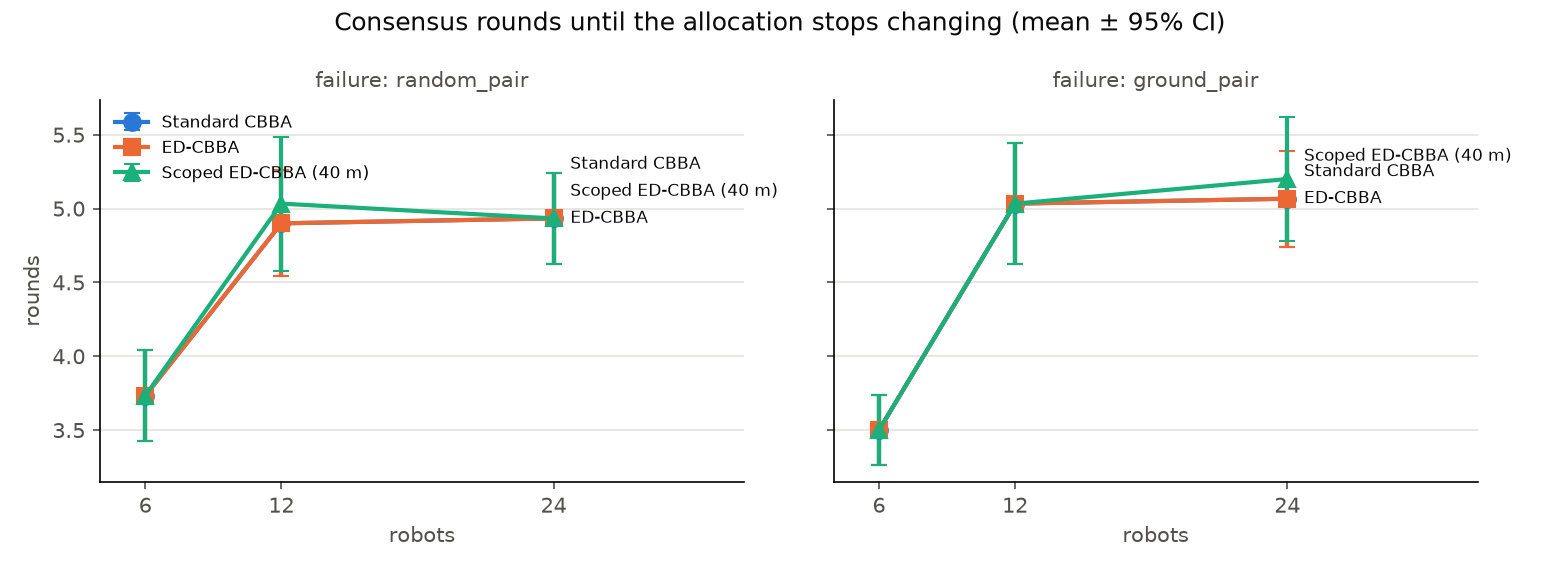 Consensus rounds until the allocation stops changing (mean ± 95% CI)
failure: random_pair
Standard CBBA
ED-CBBA
Scoped ED-CBBA (40 m)
Standard CBBA
Scoped ED-CBBA (40 m)
ED-CBBA
5.5
5.0
4.5
4.0
3.5
rounds
6
12
24
robots
failure: ground_pair
Scoped ED-CBBA (40 m)
Standard CBBA
ED-CBBA
6
12
24
robots